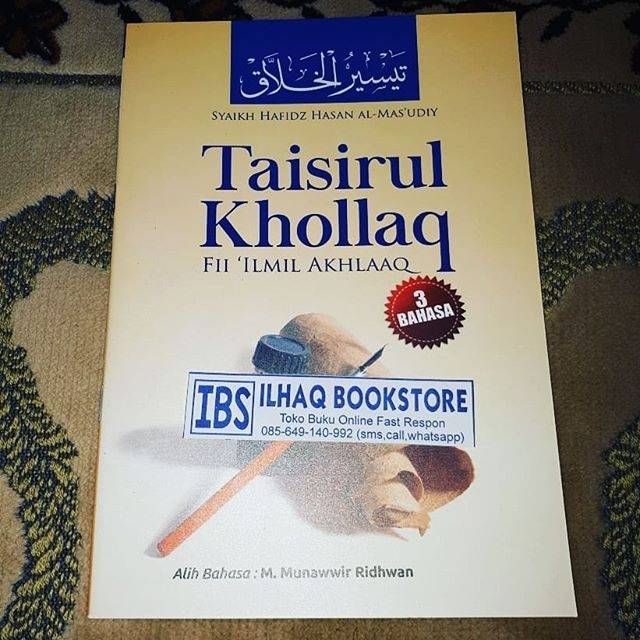 تيسير الخلاق
SYAIKH HAFIDZ HASAN AL-MAS'UDIY
Taisirul
Khollaq
FII 'ILMIL AKHLAAQ
3
BAHASA
IBS
ILHAQ BOOKSTORE
Toko Buku Online Fast Respon
085-649-140-992 (sms,call,whatsapp)
Alih Bahasa : M. Munawwir Ridhwan